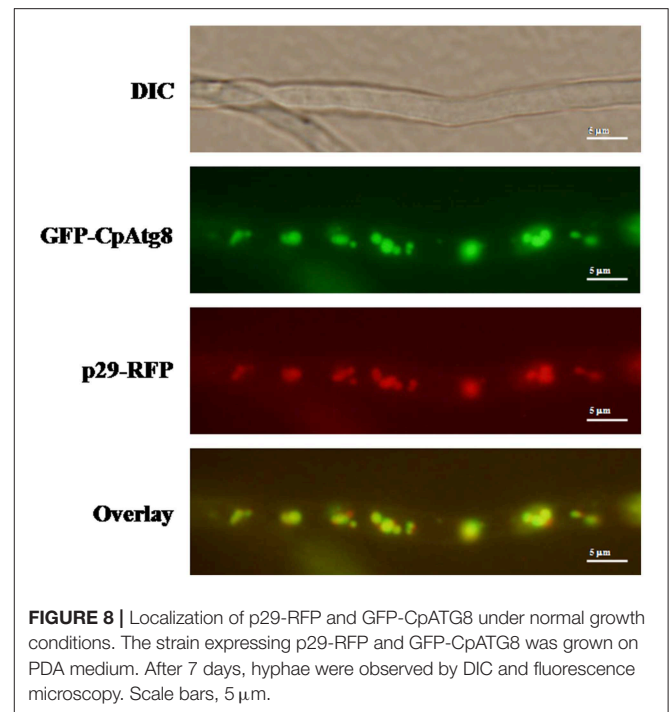 DIC
5 µm
GFP-CpAtg8
5 µm
p29-RFP
5 µm
Overlay
5 µm
FIGURE 8 | Localization of p29-RFP and GFP-CpATG8 under normal growth
conditions. The strain expressing p29-RFP and GFP-CpATG8 was grown on
PDA medium. After 7 days, hyphae were observed by DIC and fluorescence
microscopy. Scale bars, 5 µm.